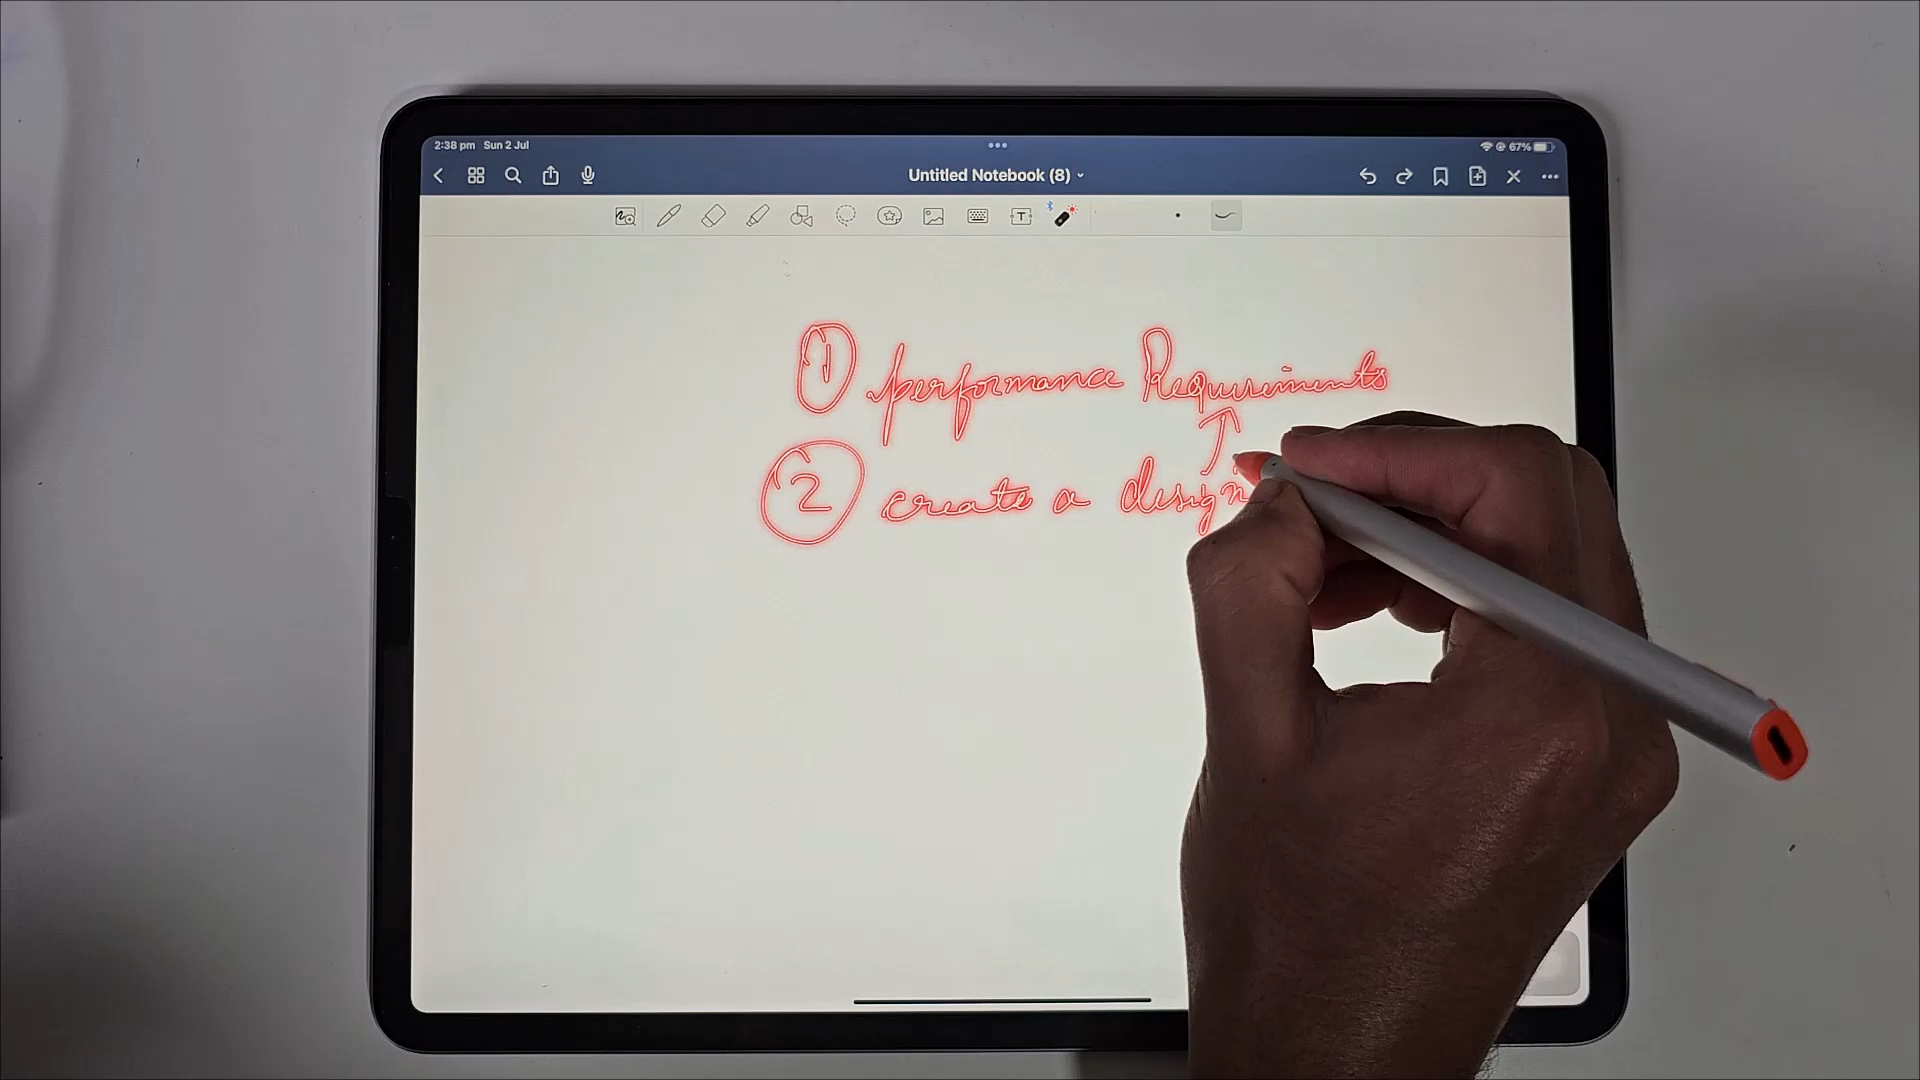 2:38 pm Sun 2 Jul 67%
Untitled Notebook (8)
T
1 performance Requirements
2 create a design